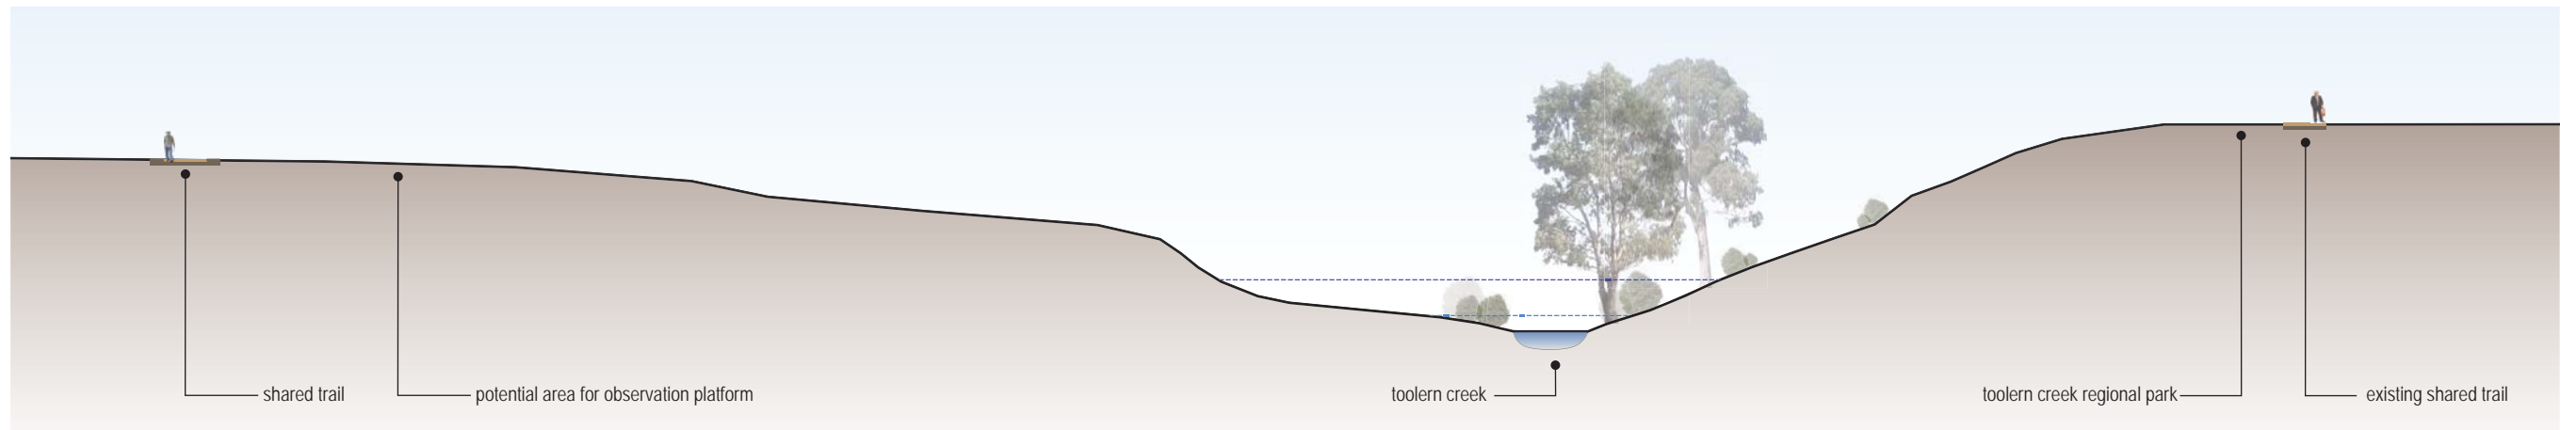 shared trail
potential area for observation platform
toolern creek
toolern creek regional park
existing shared trail